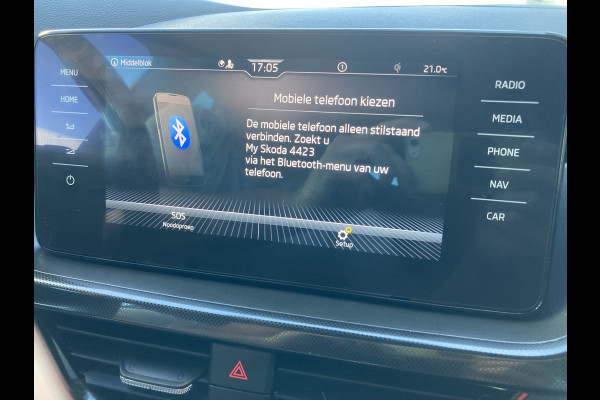 Middelblok
17:05
21.0°C
MENU
HOME
RADIO
MEDIA
PHONE
NAV
CAR
Mobiele telefoon kiezen
De mobiele telefoon alleen stilstaand
verbinden. Zoekt u
My Skoda 4423
via het Bluetooth-menu van uw
telefoon.
SOS
Noodoproep
Setup